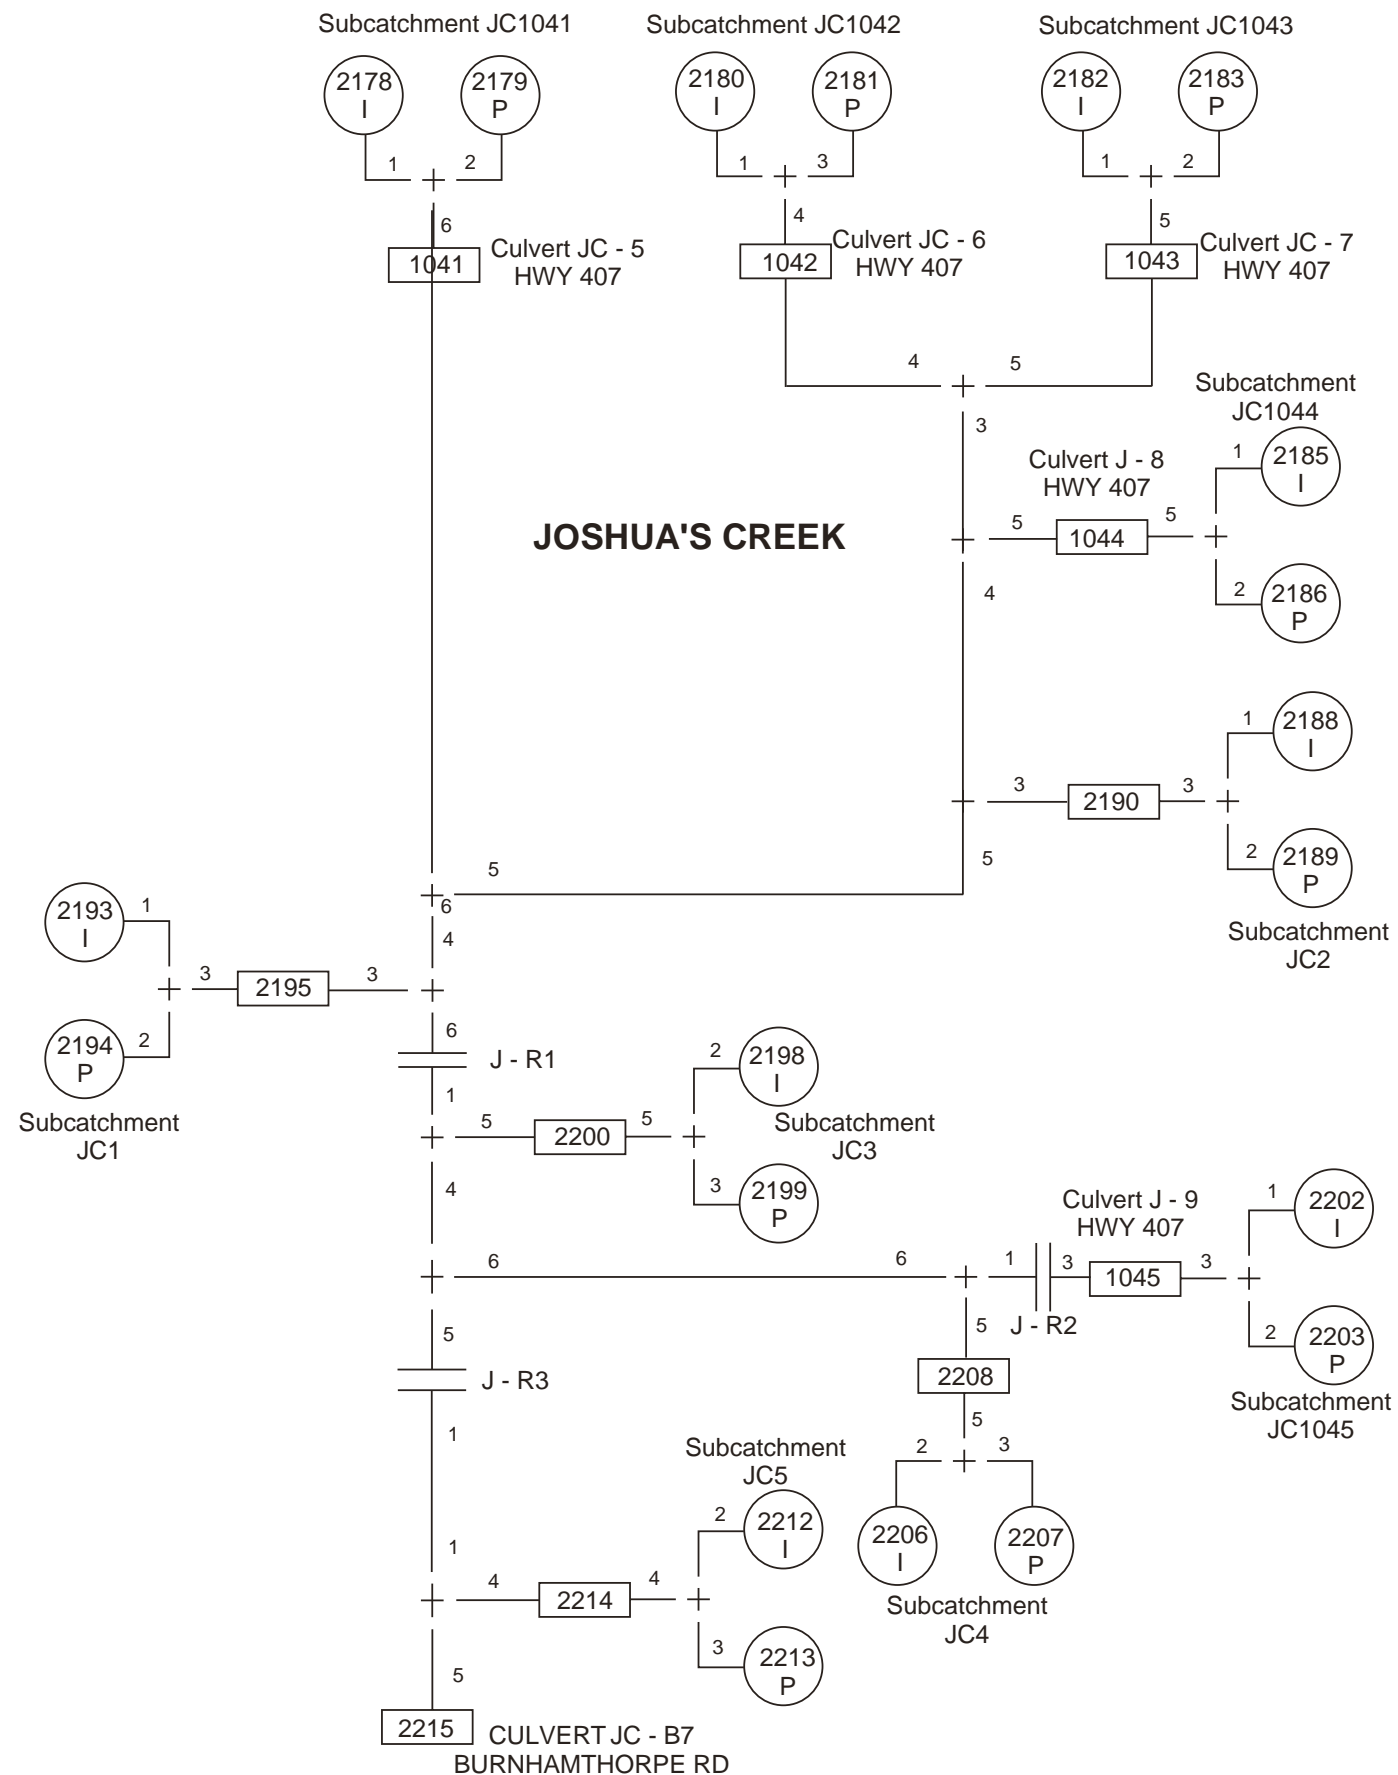 Subcatchment JC1041
Subcatchment JC1042
Subcatchment JC1043
2178
I
2179
P
2180
I
2181
P
2182
I
2183
P
1
2
1
3
1
2
6
4
5
1041
Culvert JC - 5
HWY 407
1042
Culvert JC - 6
HWY 407
1043
Culvert JC - 7
HWY 407
4
5
3
Subcatchment
JC1044
1
2185
I
Culvert J - 8
HWY 407
5
1044
5
JOSHUA'S CREEK
2
2186
P
4
1
2188
I
3
2190
3
2
2189
P
Subcatchment
JC2
5
5
6
4
1
2193
I
3
2195
3
2
2194
P
Subcatchment
JC1
6
J - R1
1
2
2198
I
Subcatchment
JC3
5
2200
5
3
2199
P
4
Culvert J - 9
HWY 407
1
2202
I
6
6
1
3
1045
3
J - R2
2
2203
P
Subcatchment
JC1045
5
5
J - R3
2208
5
1
2
3
2206
I
2207
P
Subcatchment
JC4
Subcatchment
JC5
2
2212
I
1
4
2214
4
3
2213
P
5
2215
CULVERT JC - B7
BURNHAMTHORPE RD